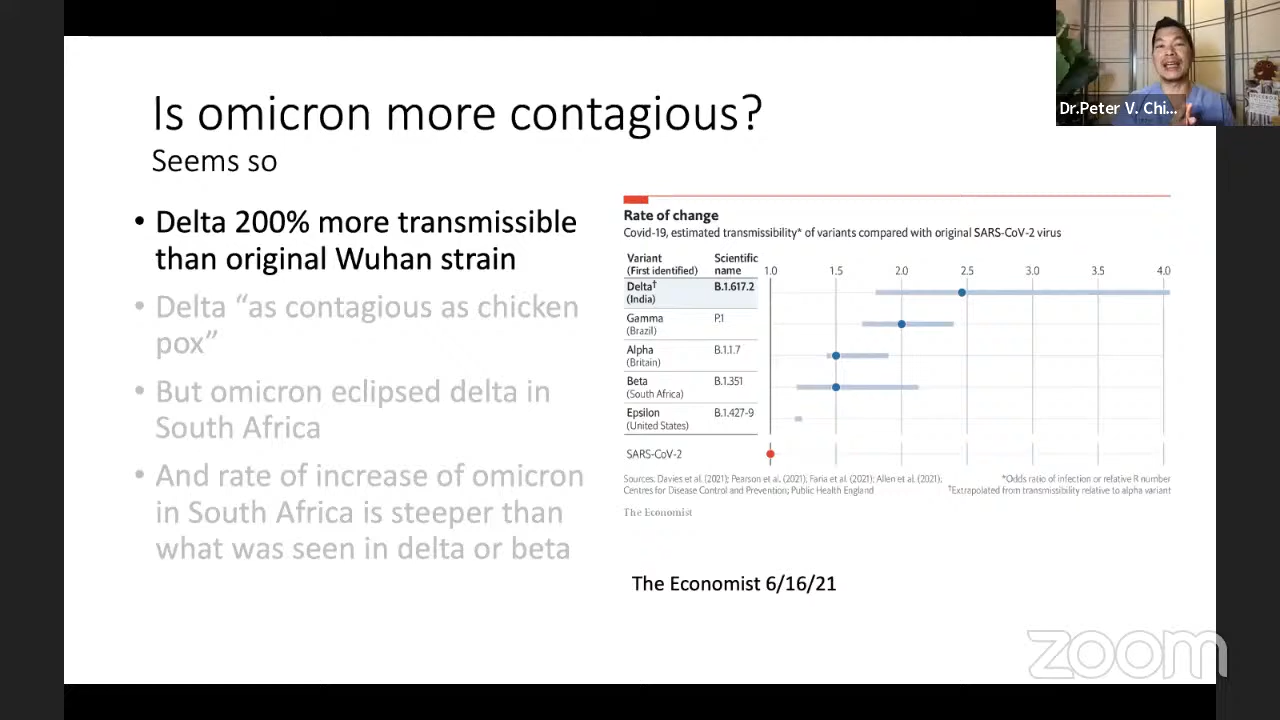 Is omicron more contagious?
Seems so
• Delta 200% more transmissible
than original Wuhan strain
• Delta “as contagious as chicken
pox”
• But omicron eclipsed delta in
South Africa
• And rate of increase of omicron
in South Africa is steeper than
what was seen in delta or beta
Rate of change
Covid-19, estimated transmissibility* of variants compared with original SARS-CoV-2 virus
Variant Scientific
(First identified) name 1.0 1.5 2.0 2.5 3.0 3.5 4.0
Delta† B.1.617.2
(India)
Gamma P.1
(Brazil)
Alpha B.1.1.7
(Britain)
Beta B.1.351
(South Africa)
Epsilon B.1.427-9
(United States)
SARS-CoV-2
Sources: Davies et al. (2021); Pearson et al. (2021); Faria et al. (2021); Allen et al. (2021); *Odds ratio of infection or relative R number
Centres for Disease Control and Prevention; Public Health England †Extrapolated from transmissibility relative to alpha variant
The Economist
The Economist 6/16/21
Dr.Peter V. Chi...
zoom